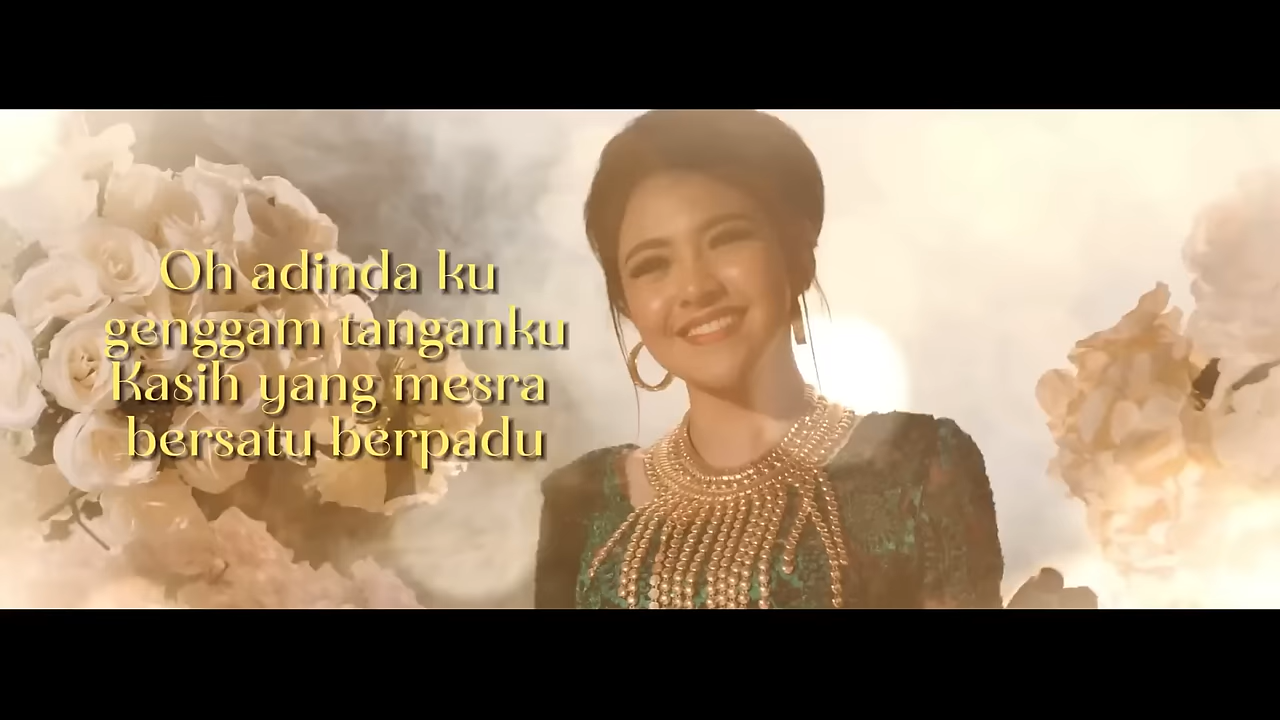 Oh adinda ku
genggam tanganku
Kasih yang mesra
bersatu berpadu